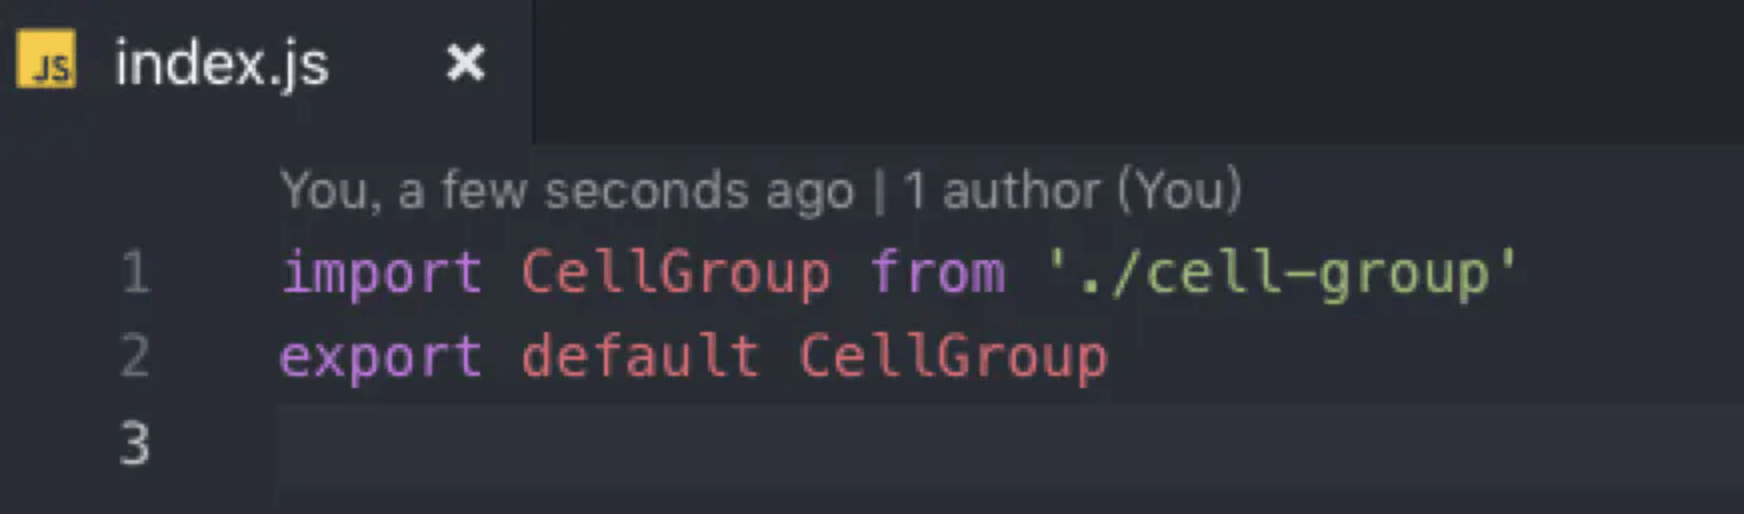 JS index.js ×
You, a few seconds ago | 1 author (You)
1 import CellGroup from './cell-group'
2 export default CellGroup
3